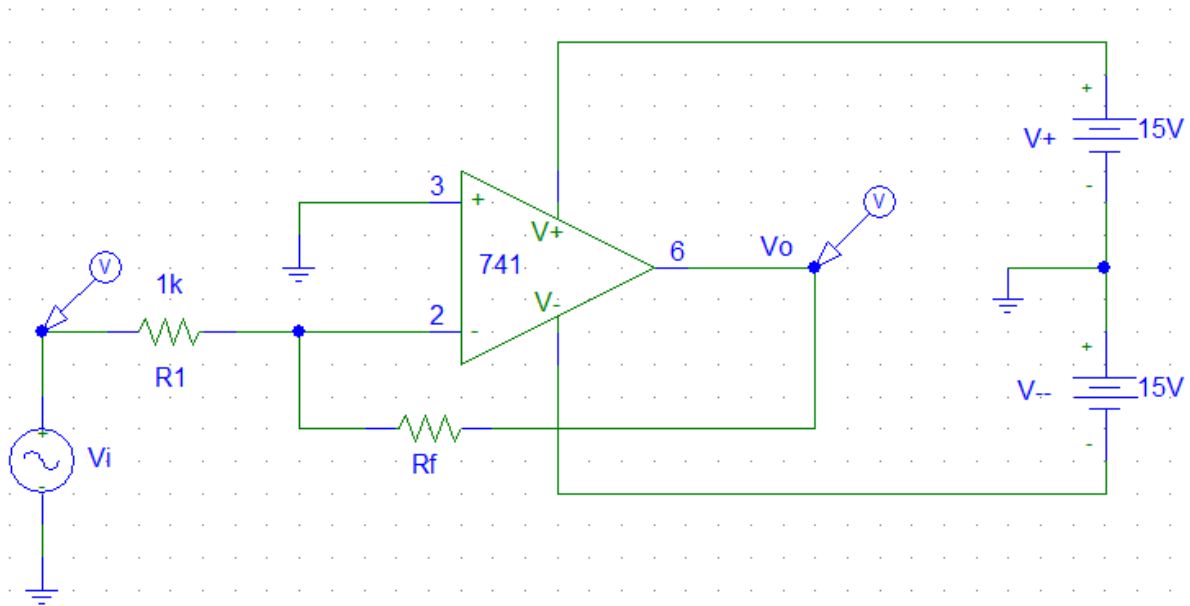 +
15V
V+
-
3
+
V
V+
741
6
Vo
V
1k
V-
2
-
R1
+
15V
V--
-
Rf
+
Vi
-